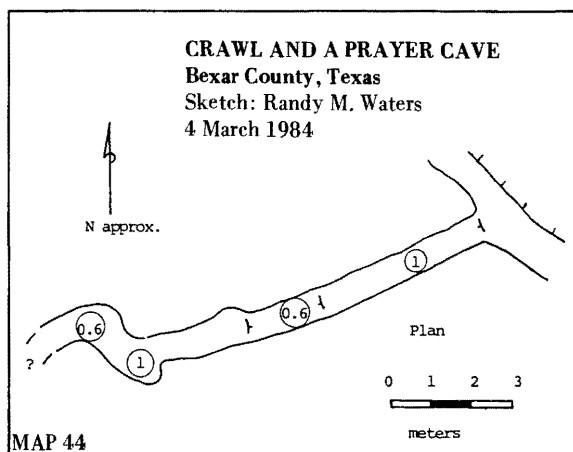 CRAWL AND A PRAYER CAVE
Bexar County, Texas
Sketch: Randy M. Waters
4 March 1984
N approx.
1
0.6
0.6
1
?
Plan
0 1 2 3
meters
MAP 44